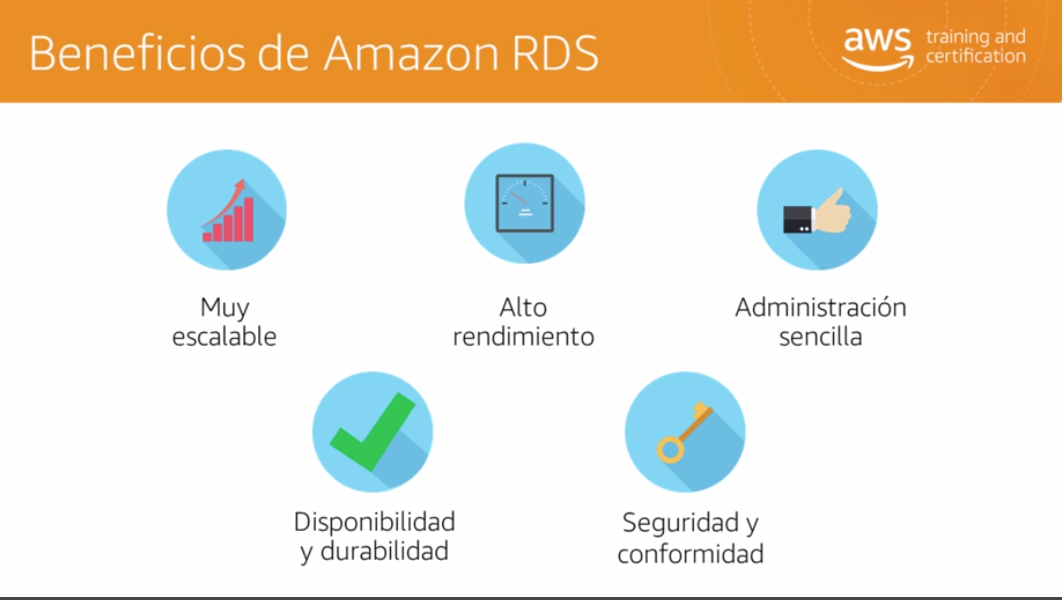 Beneficios de Amazon RDS
aws training and
certification
Muy
escalable
Alto
rendimiento
Administración
sencilla
Disponibilidad
y durabilidad
Seguridad y
conformidad